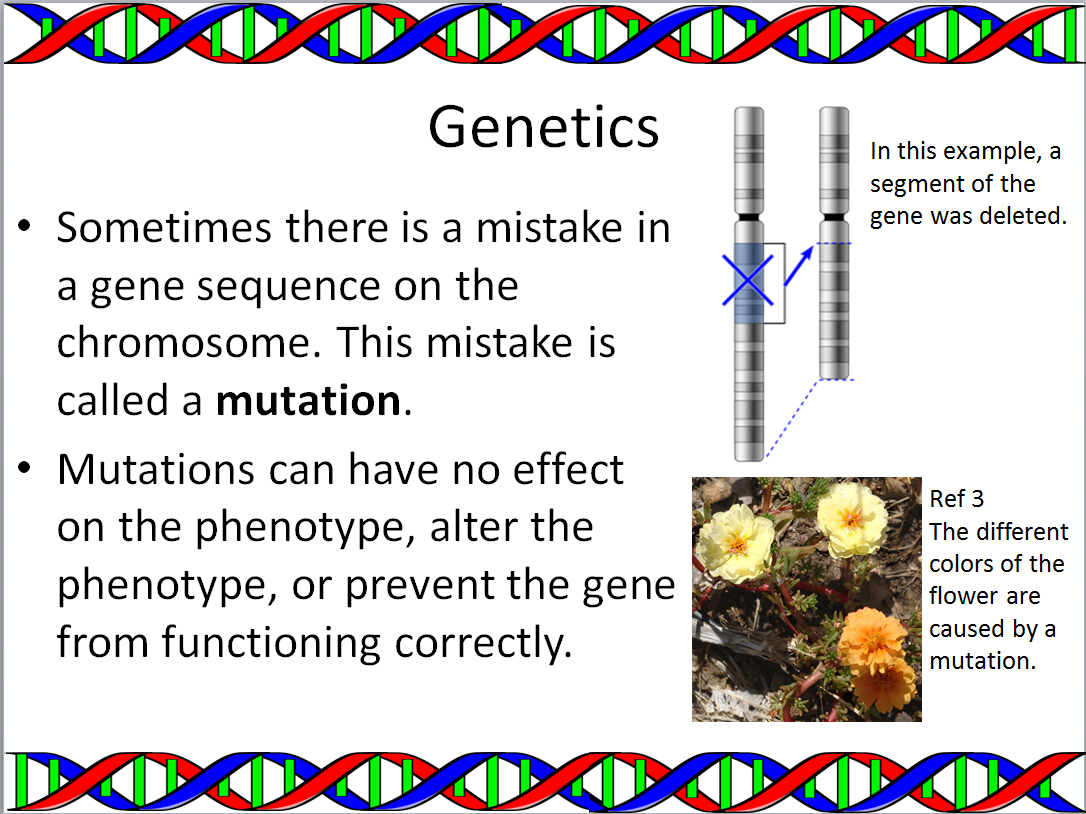 Genetics
• Sometimes there is a mistake in
a gene sequence on the
chromosome. This mistake is
called a mutation.
• Mutations can have no effect
on the phenotype, alter the
phenotype, or prevent the gene
from functioning correctly.
In this example, a
segment of the
gene was deleted.
Ref 3
The different
colors of the
flower are
caused by a
mutation.